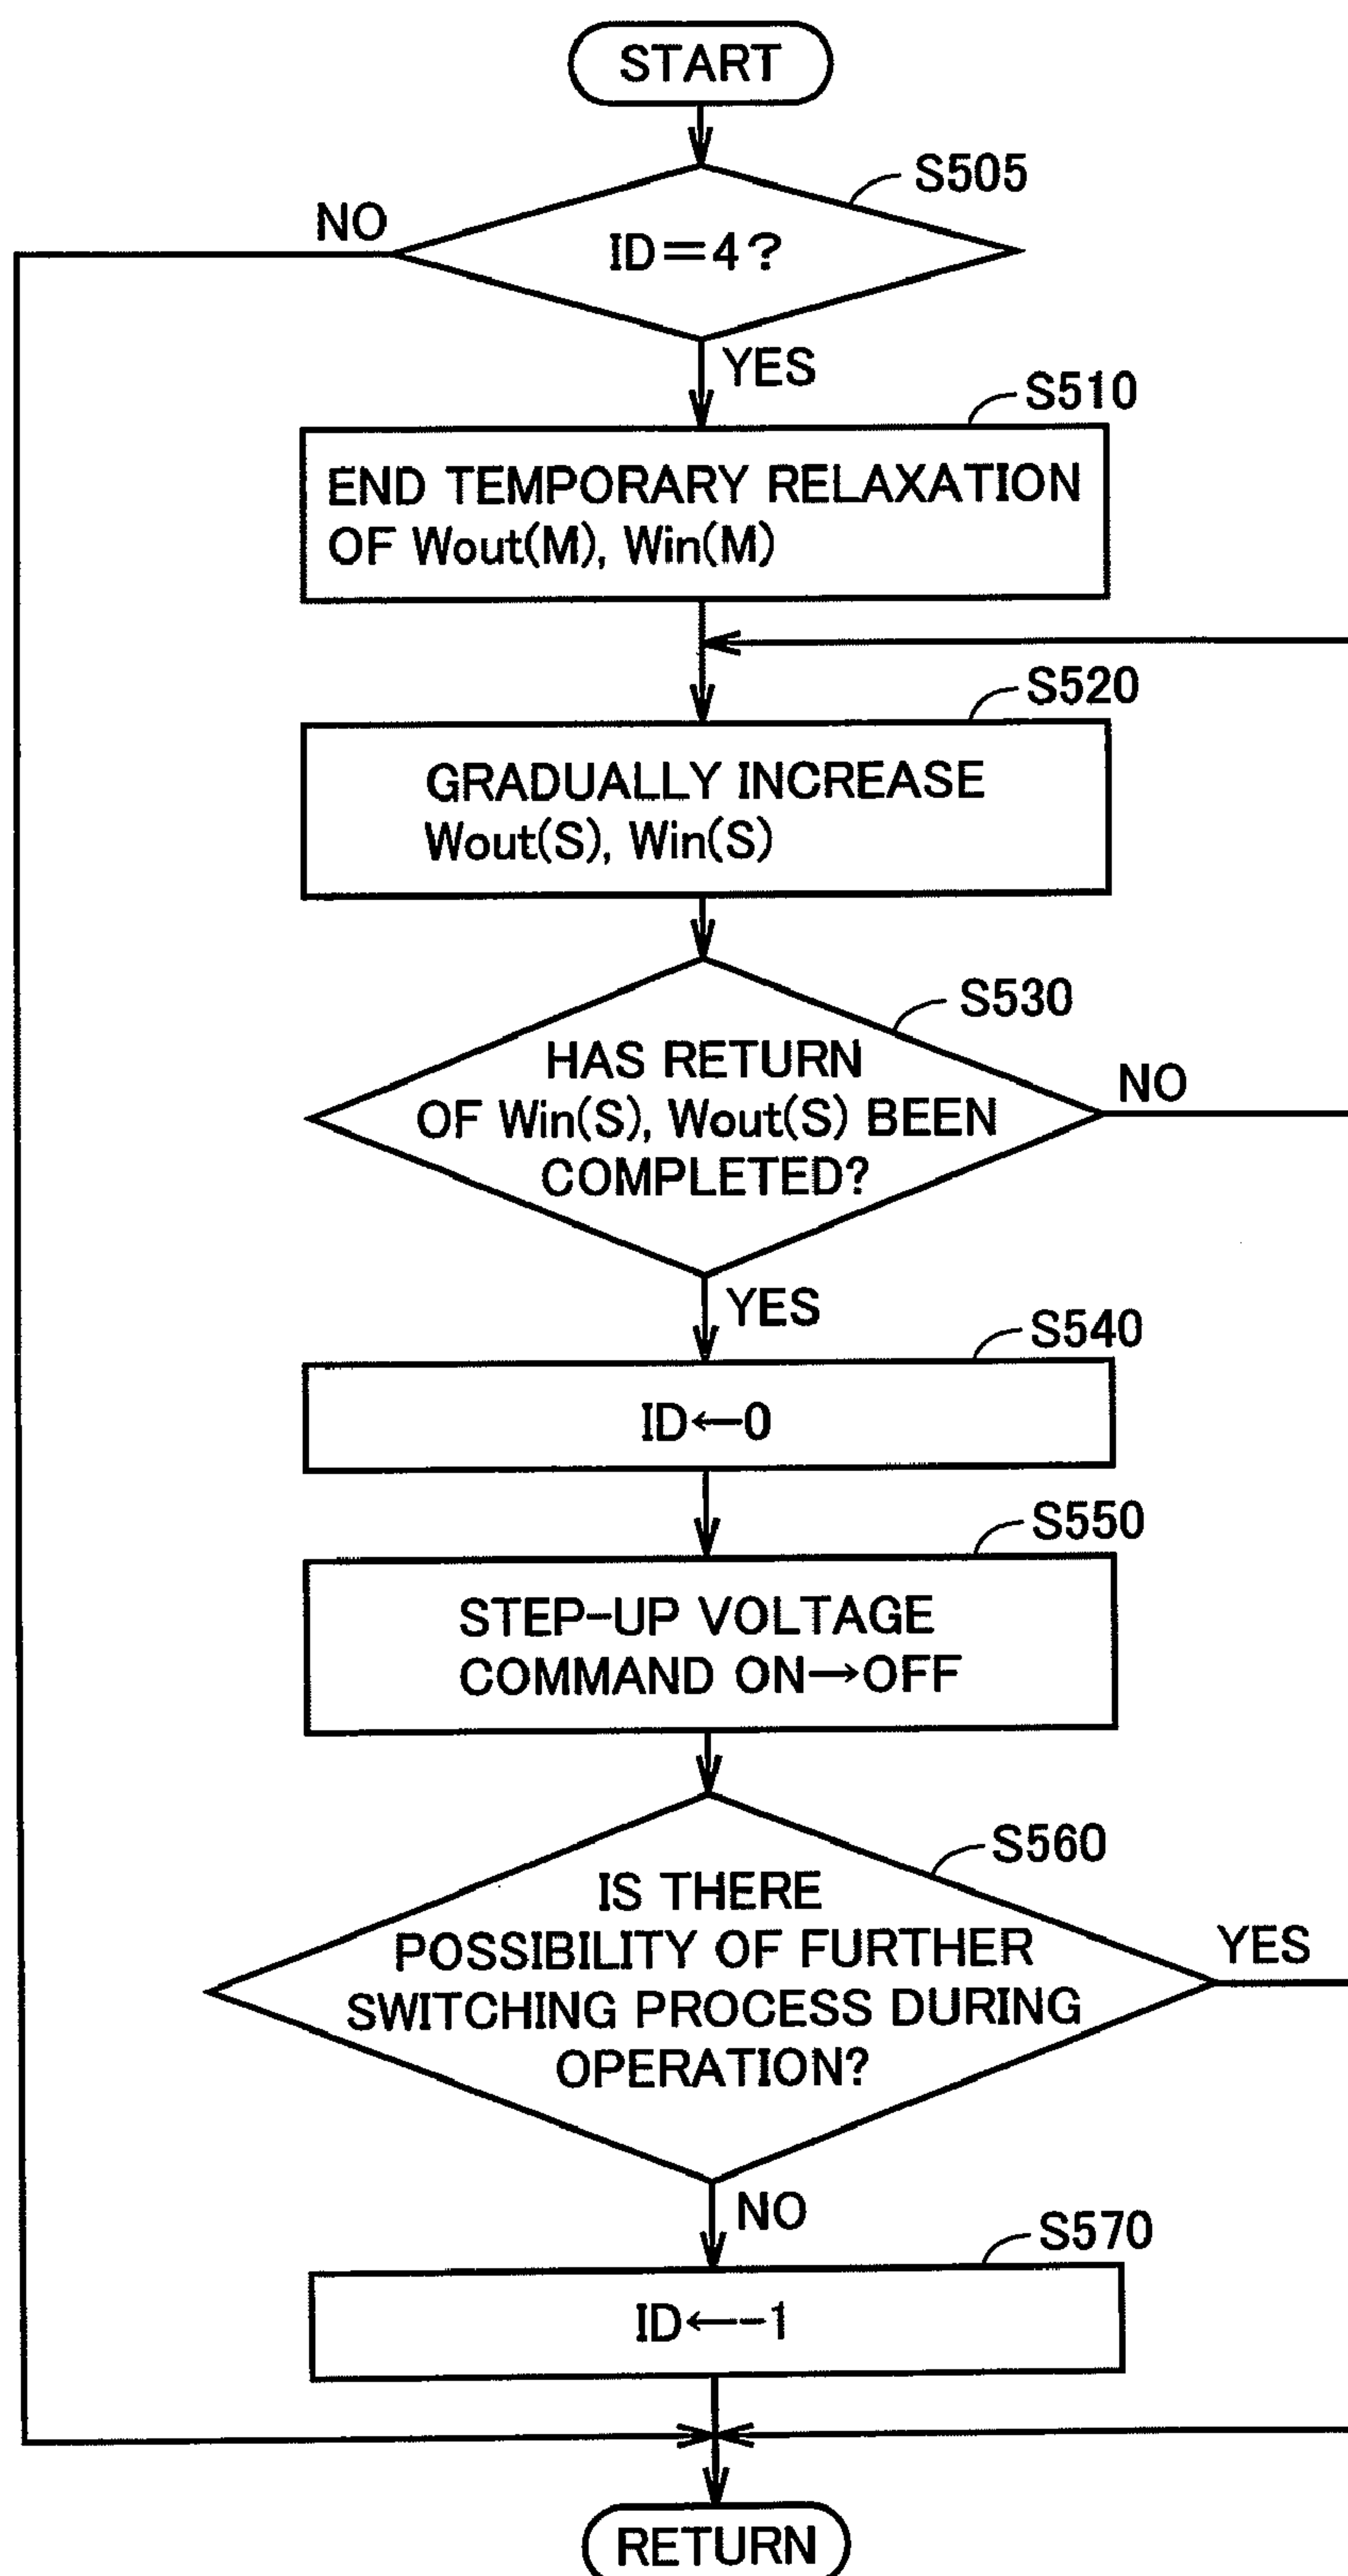 START
S505
NO
ID=4?
YES
S510
END TEMPORARY RELAXATION
OF Wout(M), Win(M)
S520
GRADUALLY INCREASE
Wout(S), Win(S)
S530
HAS RETURN
OF Win(S), Wout(S) BEEN
COMPLETED?
NO
YES
S540
ID←0
S550
STEP-UP VOLTAGE
COMMAND ON→OFF
S560
IS THERE
POSSIBILITY OF FURTHER
SWITCHING PROCESS DURING
OPERATION?
YES
NO
S570
ID←-1
RETURN